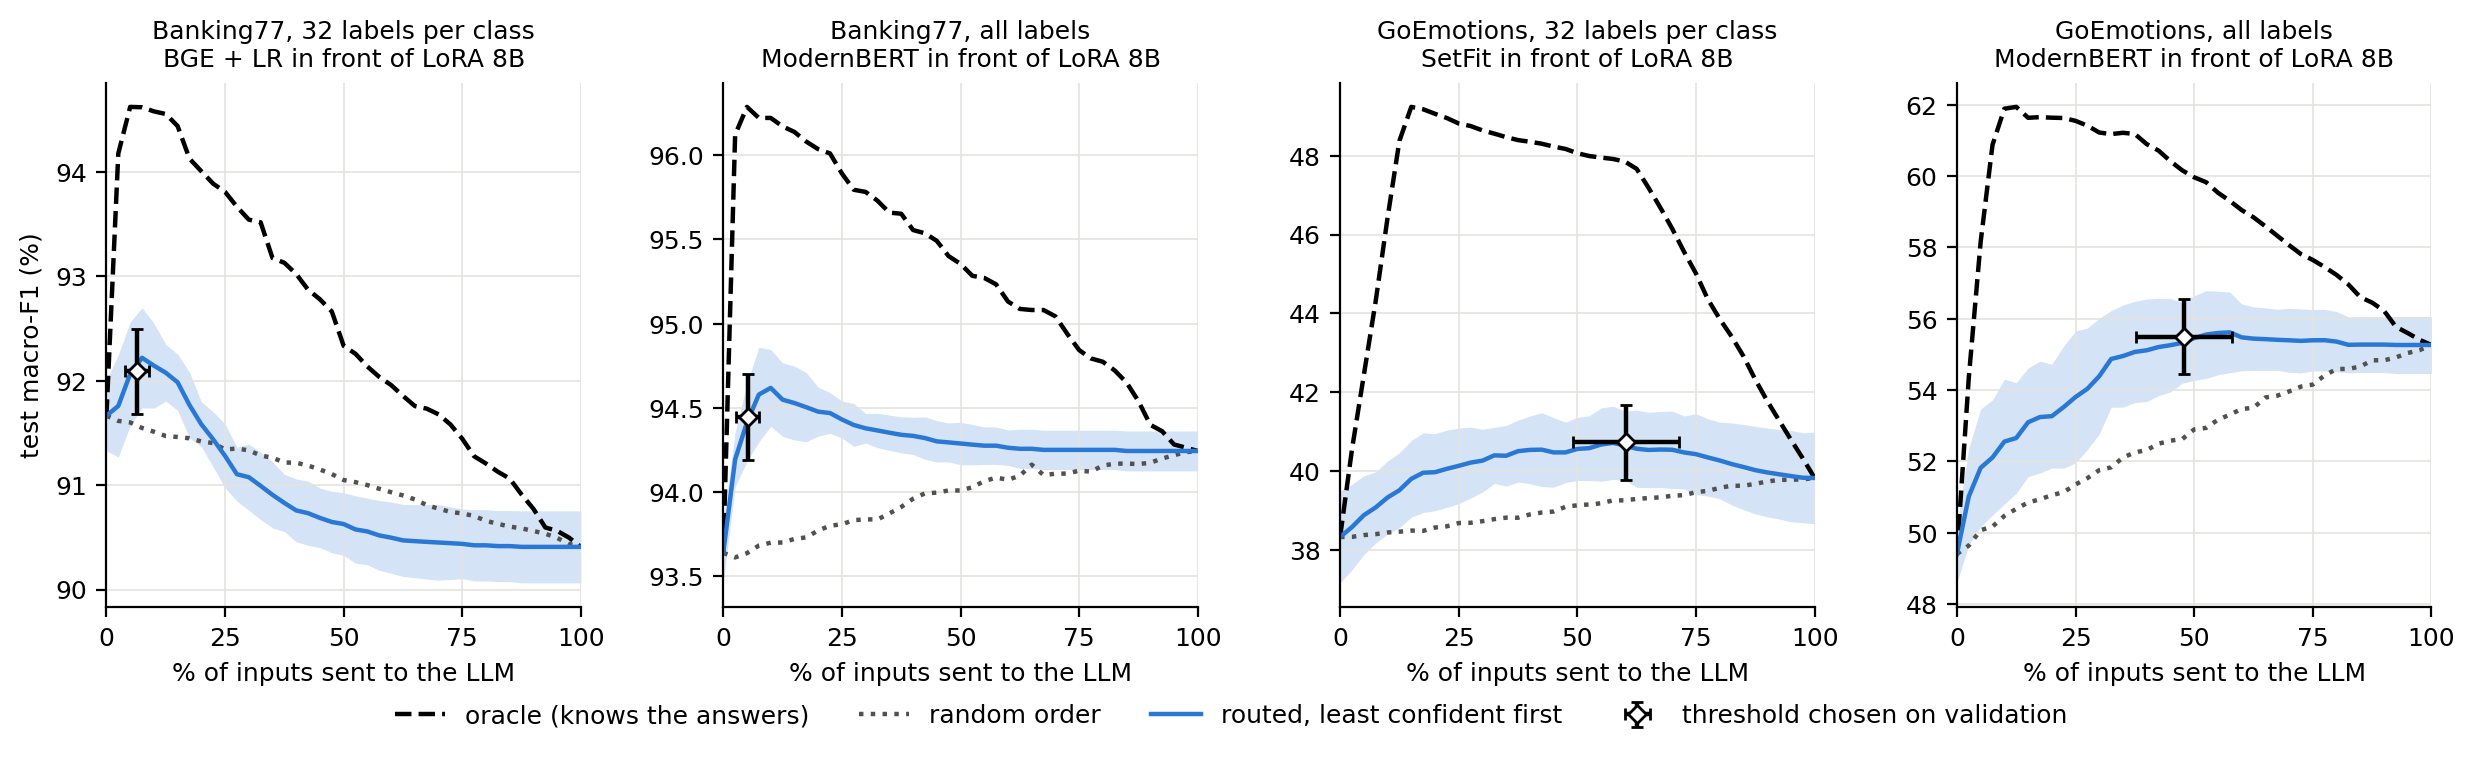 Banking77, 32 labels per class
BGE + LR in front of LoRA 8B
Banking77, all labels
ModernBERT in front of LoRA 8B
GoEmotions, 32 labels per class
SetFit in front of LoRA 8B
GoEmotions, all labels
ModernBERT in front of LoRA 8B
test macro-F1 (%)
94
93
92
91
90
0 25 50 75 100
% of inputs sent to the LLM
96.0
95.5
95.0
94.5
94.0
93.5
0 25 50 75 100
% of inputs sent to the LLM
48
46
44
42
40
38
0 25 50 75 100
% of inputs sent to the LLM
62
60
58
56
54
52
50
48
0 25 50 75 100
% of inputs sent to the LLM
oracle (knows the answers) random order routed, least confident first threshold chosen on validation